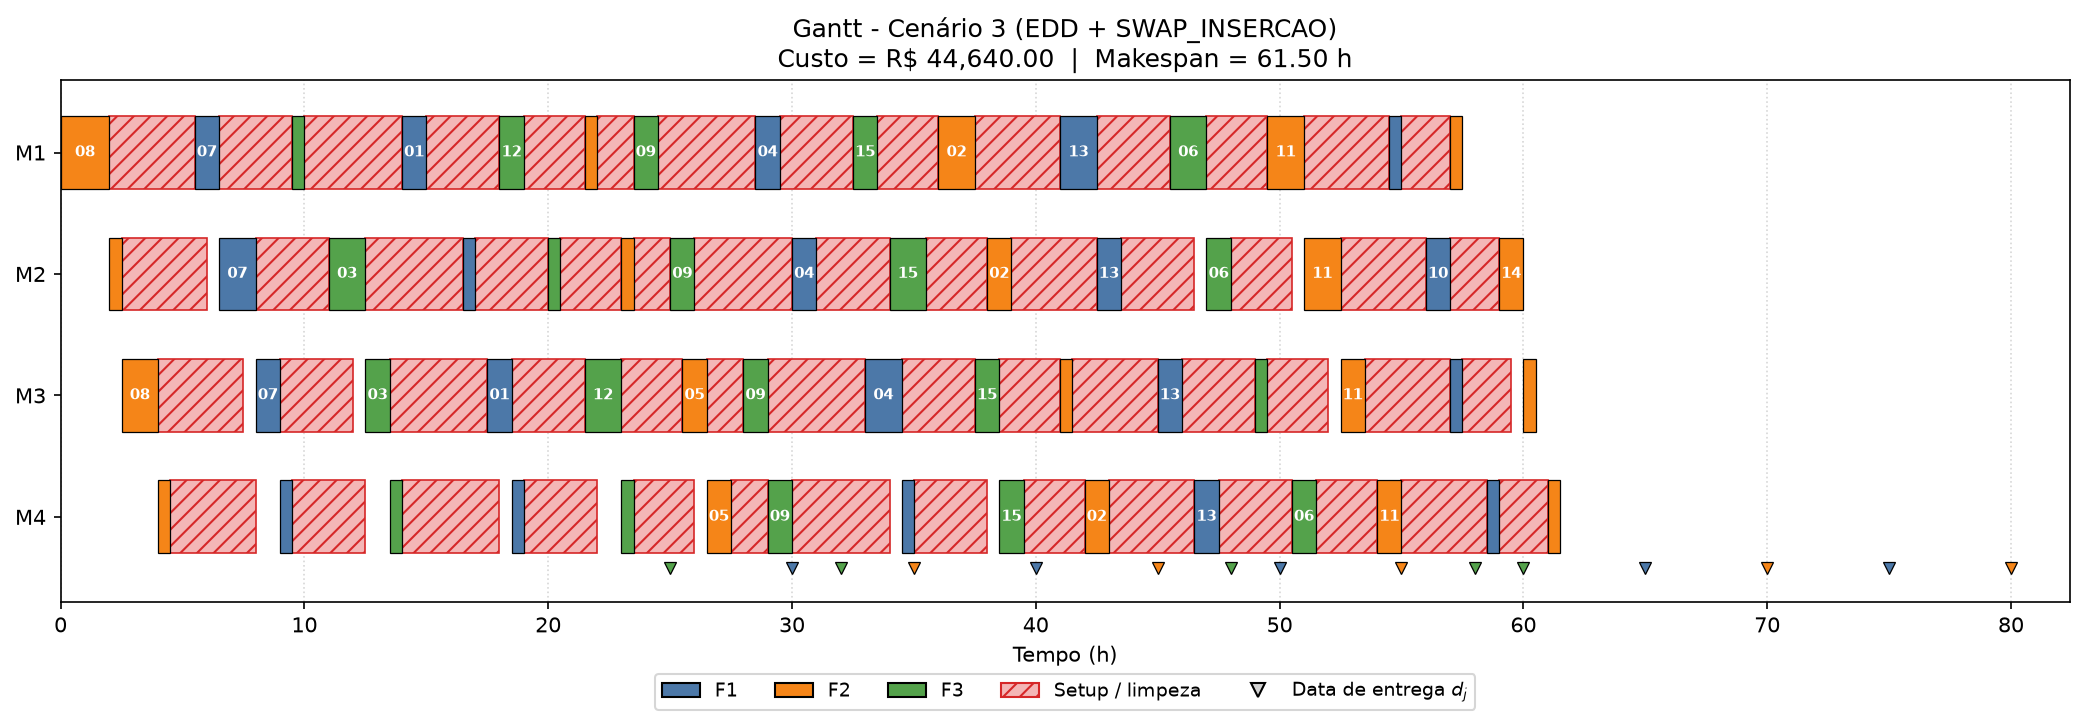 Gantt - Cenário 3 (EDD + SWAP_INSERCAO)
Custo = R$ 44,640.00 | Makespan = 61.50 h
M1 08 07 01 12 09 04 15 02 13 06 11
M2 07 03 09 04 15 02 13 06 11 10 14
M3 08 07 03 01 12 05 09 04 15 13 11
M4 05 09 15 02 13 06 11
0 10 20 30 40 50 60 70 80
Tempo (h)
F1 F2 F3 Setup / limpeza Data de entrega dj